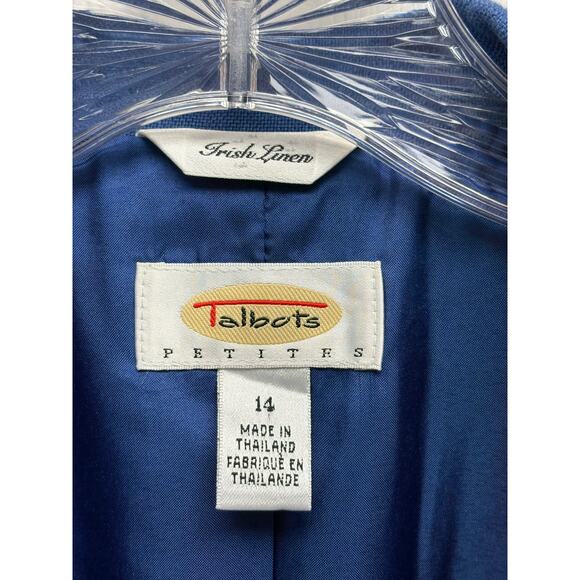 Irish Linen
Talbots
PETITES
14
MADE IN
THAILAND
FABRIQUÉ EN
THAILANDE